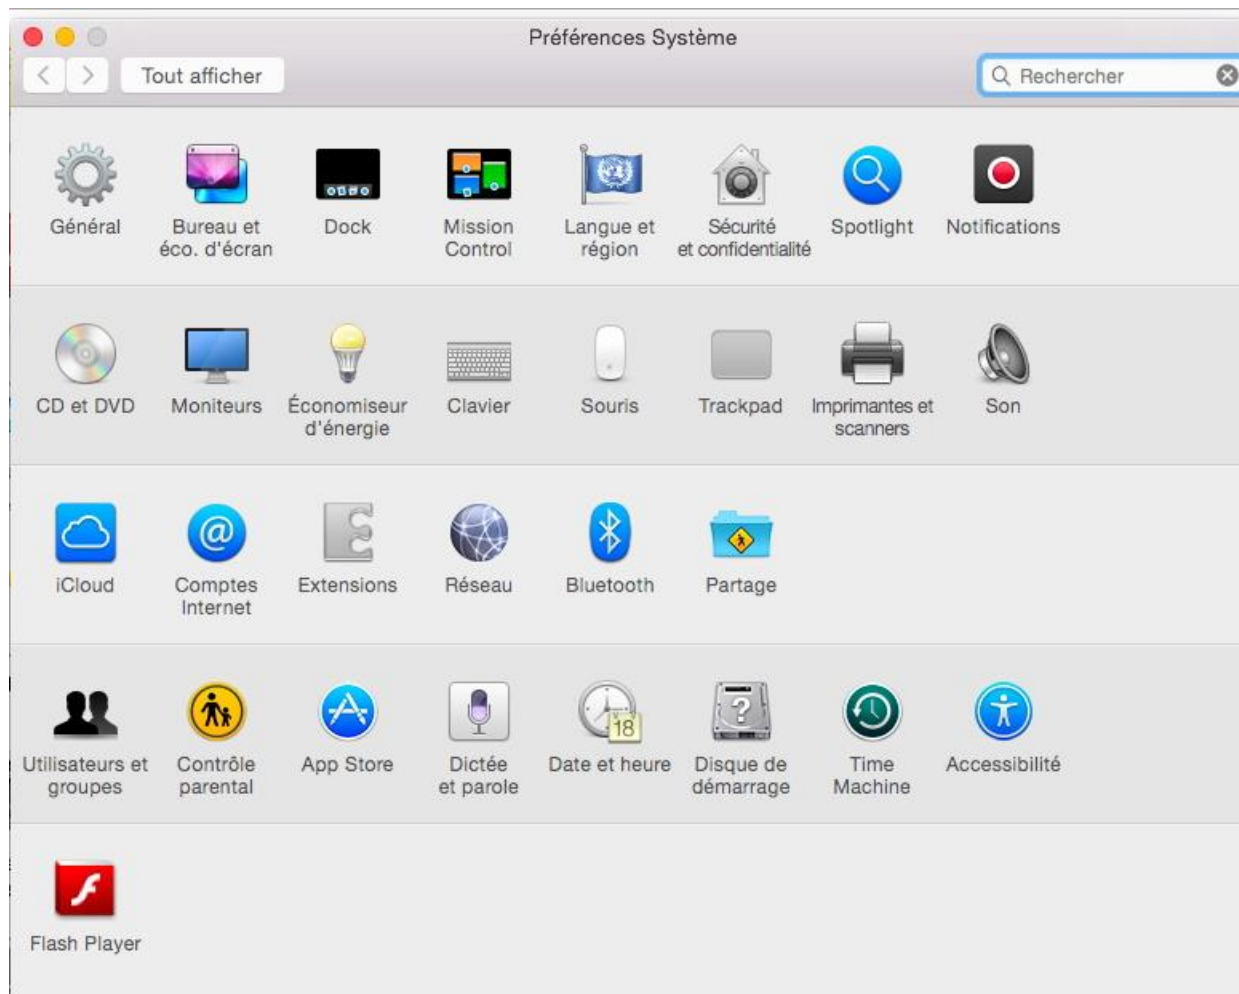 Préférences Système
Tout afficher
Rechercher
Général
Bureau et
éco. d'écran
Dock
Mission
Control
Langue et
région
Sécurité
et confidentialité
Spotlight
Notifications
CD et DVD
Moniteurs
Économiseur
d'énergie
Clavier
Souris
Trackpad
Imprimantes et
scanners
Son
iCloud
Comptes
Internet
Extensions
Réseau
Bluetooth
Partage
Utilisateurs et
groupes
Contrôle
parental
App Store
Dictée
et parole
18
Date et heure
?
Disque de
démarrage
Time
Machine
Accessibilité
Flash Player